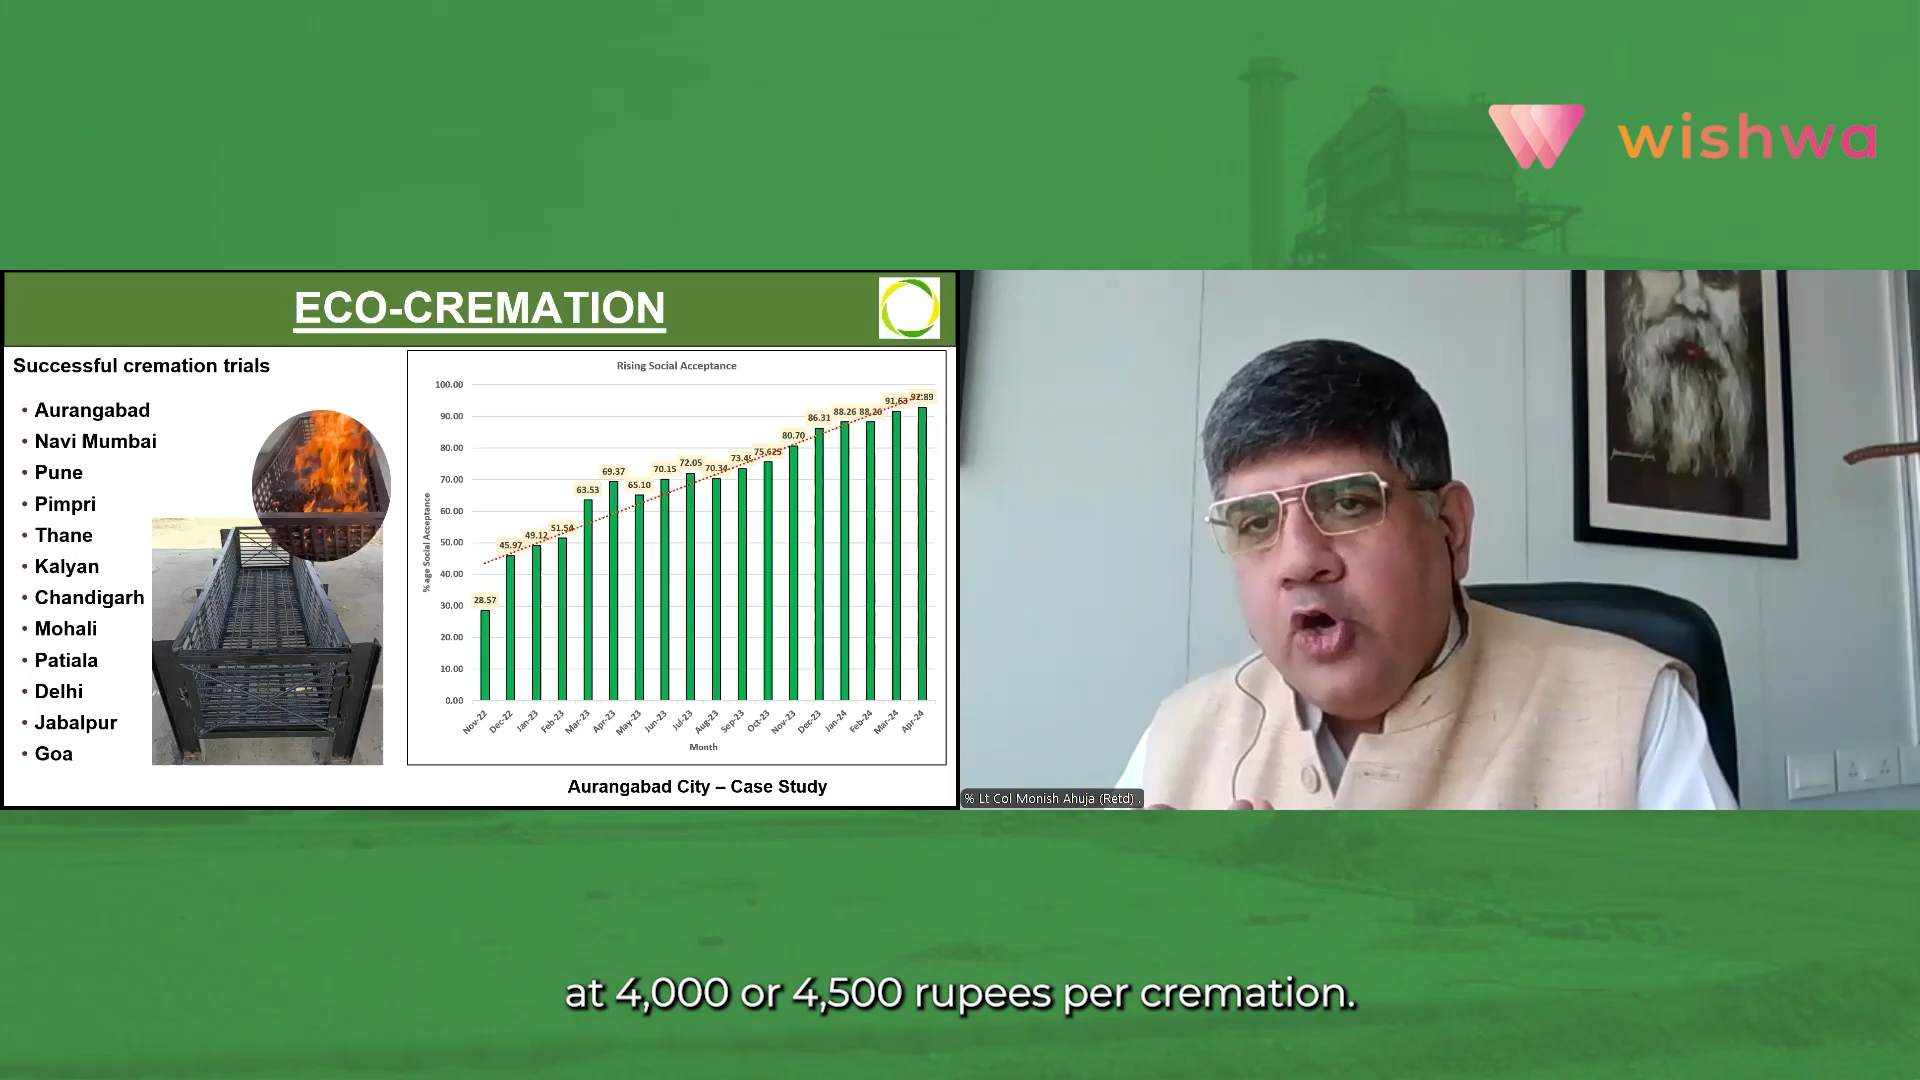 wishwa
ECO-CREMATION
Successful cremation trials
• Aurangabad
• Navi Mumbai
• Pune
• Pimpri
• Thane
• Kalyan
• Chandigarh
• Mohali
• Patiala
• Delhi
• Jabalpur
• Goa
Rising Social Acceptance
% age Social Acceptance
100.00
90.00
80.00
70.00
60.00
50.00
40.00
30.00
20.00
10.00
0.00
28.57
45.97
49.12
51.54
63.53
69.37
65.10
70.15
72.05
70.34
75.625
80.70
86.31
88.26
88.26
91.63
92.89
Nov-22
Dec-22
Jan-23
Feb-23
Mar-23
Apr-23
May-23
Jun-23
Jul-23
Aug-23
Sep-23
Oct-23
Nov-23
Dec-23
Jan-24
Feb-24
Mar-24
Apr-24
Month
Aurangabad City – Case Study
% Lt Col Monish Ahuja (Retd) .
at 4,000 or 4,500 rupees per cremation.